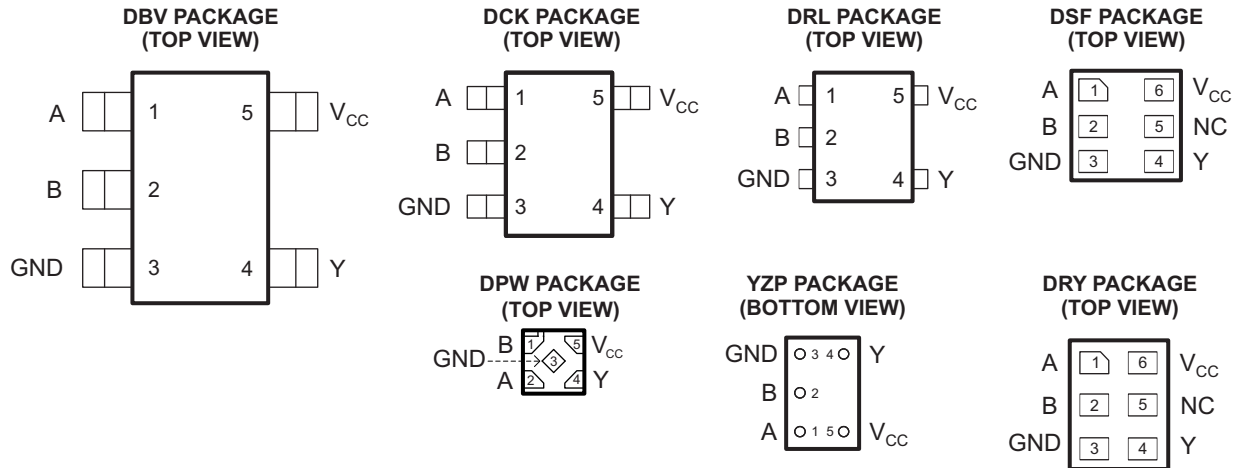 DBV PACKAGE
(TOP VIEW)
A 1 5 VCC
B 2
GND 3 4 Y
DCK PACKAGE
(TOP VIEW)
A 1 5 VCC
B 2
GND 3 4 Y
DRL PACKAGE
(TOP VIEW)
A 1 5 VCC
B 2
GND 3 4 Y
DSF PACKAGE
(TOP VIEW)
A 1 6 VCC
B 2 5 NC
GND 3 4 Y
DPW PACKAGE
(TOP VIEW)
B 1 5 VCC
GND 3
A 2 4 Y
YZP PACKAGE
(BOTTOM VIEW)
GND 3 4 Y
B 2
A 1 5 VCC
DRY PACKAGE
(TOP VIEW)
A 1 6 VCC
B 2 5 NC
GND 3 4 Y